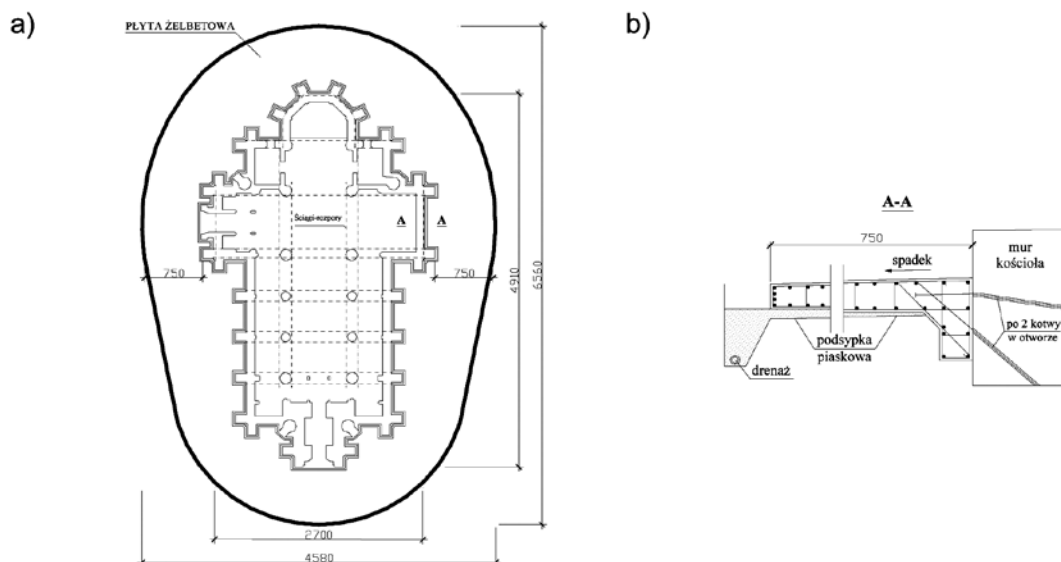 a)
PŁYTA ŻELBETOWA
Ściągi-rozpory
A
A
750
750
4910
6560
2700
4580
b)
A-A
750
spadek
mur
kościoła
po 2 kotwy
w otworze
podsypka
piaskowa
drenaż